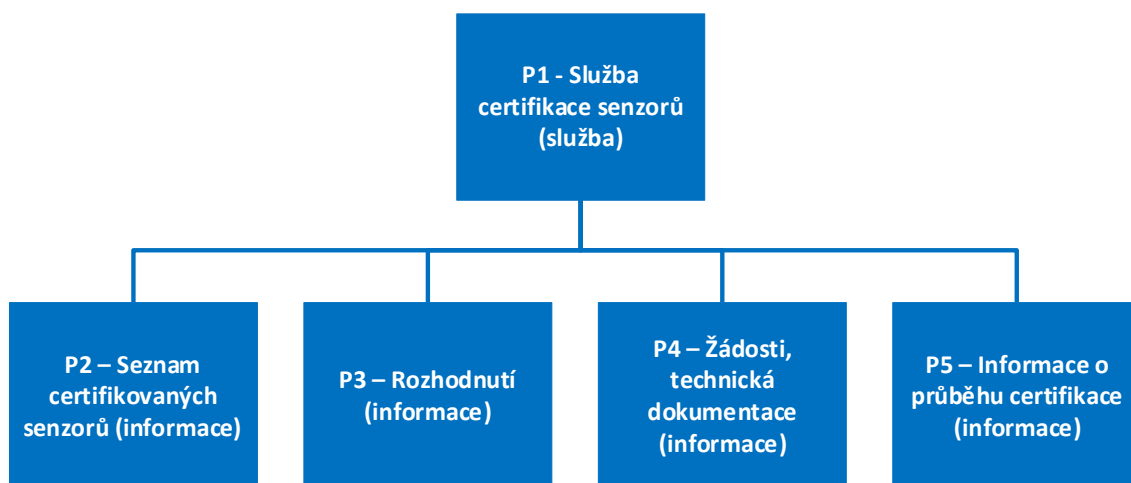 P1 - Služba
certifikace senzorů
(služba)
P2 – Seznam
certifikovaných
senzorů (informace)
P3 – Rozhodnutí
(informace)
P4 – Žádosti,
technická
dokumentace
(informace)
P5 – Informace o
průběhu certifikace
(informace)